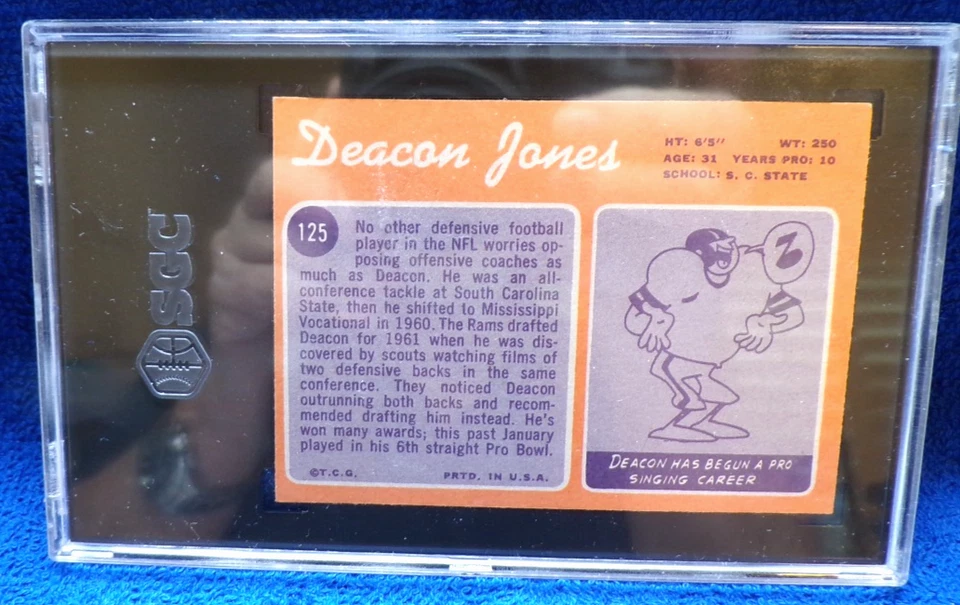 SGC
Deacon Jones
HT: 6'5" WT: 250
AGE: 31 YEARS PRO: 10
SCHOOL: S. C. STATE
125
No other defensive football
player in the NFL worries op-
posing offensive coaches as
much as Deacon. He was an all-
conference tackle at South Carolina
State, then he shifted to Mississippi
Vocational in 1960. The Rams drafted
Deacon for 1961 when he was dis-
covered by scouts watching films of
two defensive backs in the same
conference. They noticed Deacon
outrunning both backs and recom-
mended drafting him instead. He's
won many awards; this past January
played in his 6th straight Pro Bowl.
©T.C.G. PRTD. IN U.S.A.
DEACON HAS BEGUN A PRO
SINGING CAREER